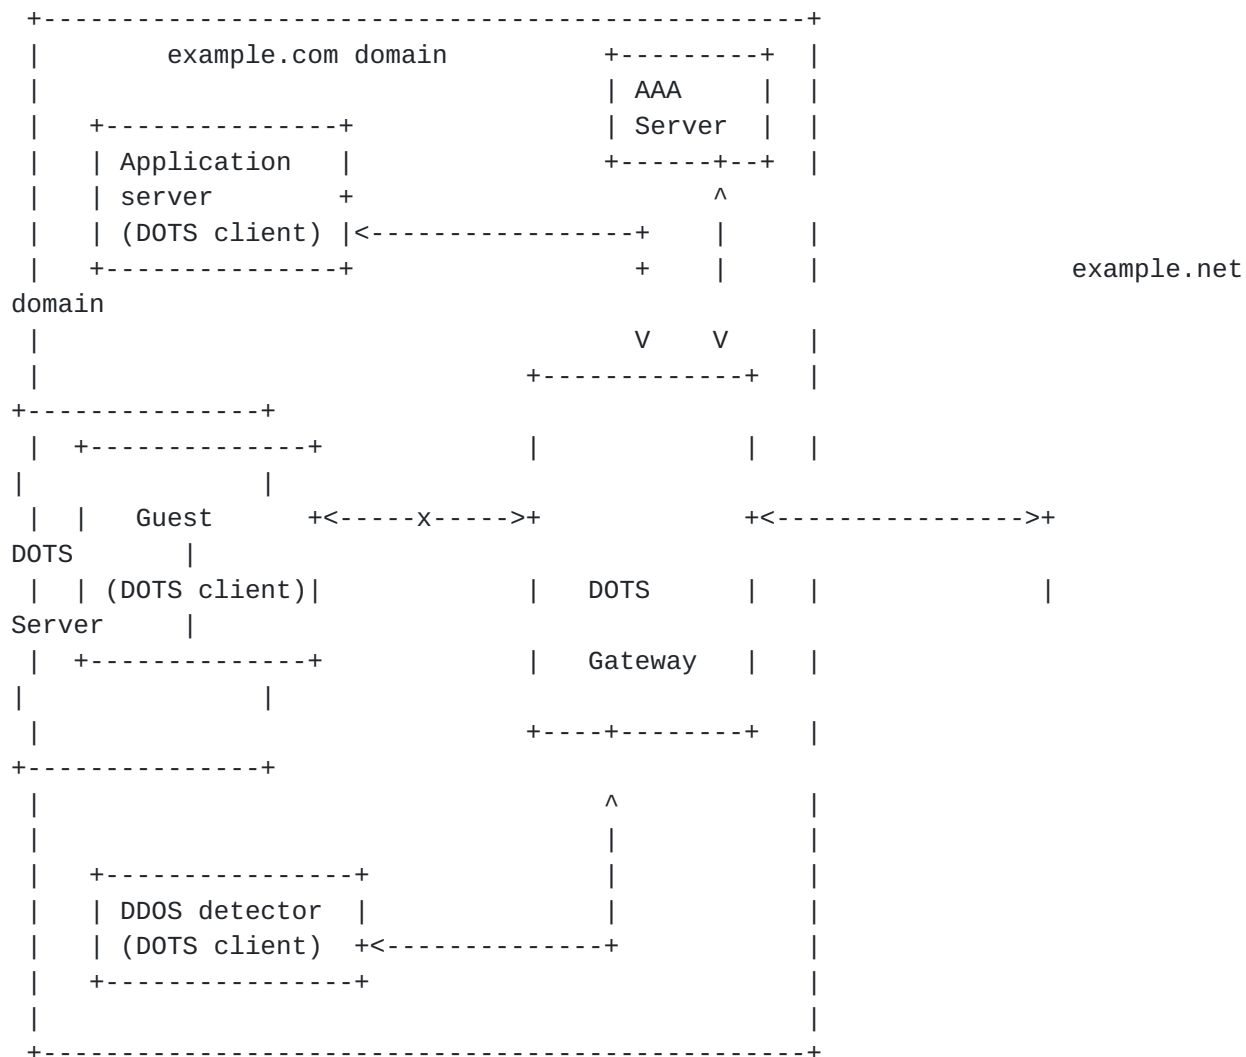 +-------------------------------------------------+
|        example.com domain          +---------+  |
|                                    | AAA     |  |
|   +---------------+                | Server  |  |
|   | Application   |                +------+--+  |
|   | server        +                       ^
|   | (DOTS client) |<-----------------+    |     |
|   +---------------+                  +    |     |                example.net
domain
|                                      V    V     |
|                               +-------------+   |
+---------------+
|  +--------------+             |             |   |
|               |
|  |   Guest      +<-----x----->+             +<---------------->+
DOTS       |
|  | (DOTS client)|             |   DOTS      |   |              |
Server     |
|  +--------------+             |   Gateway   |   |
|               |
|                               +----+--------+   |
+---------------+
|                                    ^            |
|                                    |            |
|   +----------------+               |            |
|   | DDOS detector  |               |            |
|   | (DOTS client)  +<--------------+            |
|   +----------------+                            |
|                                                 |
+-------------------------------------------------+